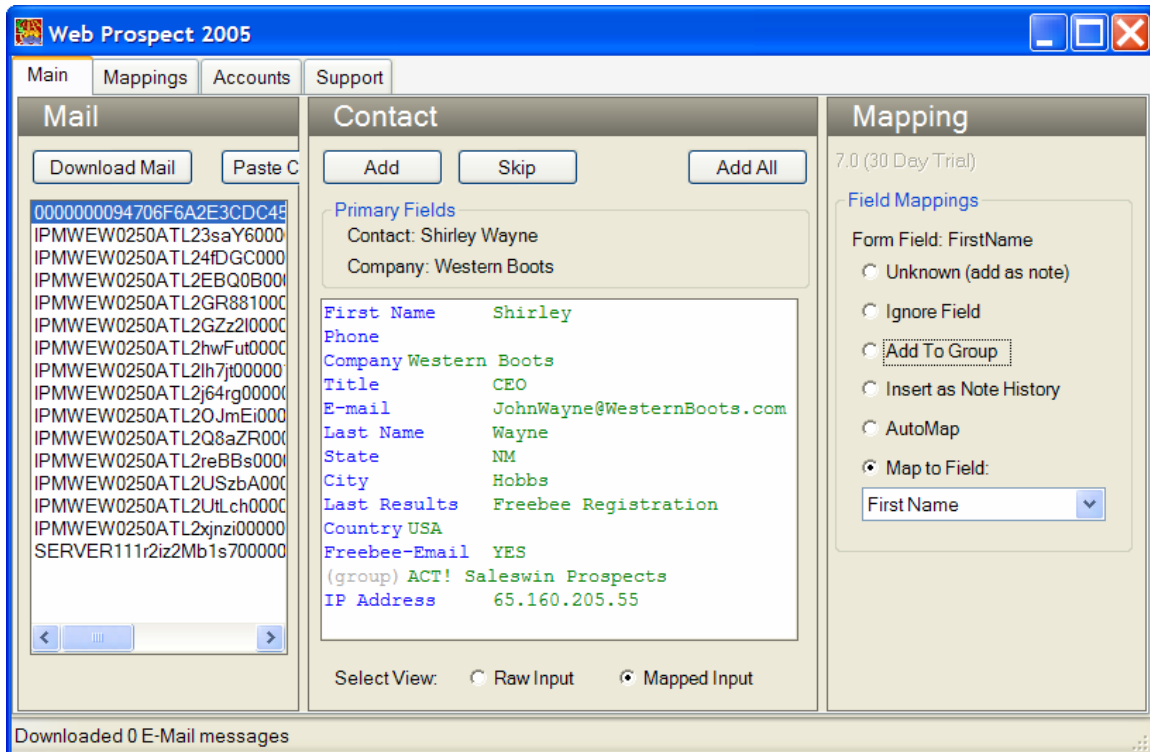 Web Prospect 2005
Main Mappings Accounts Support
Mail
Download Mail Paste C
0000000094706F6A2E3CDC45
IPMWEW0250ATL23saY6000
IPMWEW0250ATL24fDGC000
IPMWEW0250ATL2EBQ0B00
IPMWEW0250ATL2GR881000
IPMWEW0250ATL2GZz2I0000
IPMWEW0250ATL2hwFut0000
IPMWEW0250ATL2lh7jt00000
IPMWEW0250ATL2j64rg0000
IPMWEW0250ATL2OJmEi000
IPMWEW0250ATL2Q8aZR000
IPMWEW0250ATL2reBBs000
IPMWEW0250ATL2USzbA000
IPMWEW0250ATL2UtLch0000
IPMWEW0250ATL2xjnzi00000
SERVER111r2iz2Mb1s700000
Contact
Add Skip Add All
Primary Fields
Contact: Shirley Wayne
Company: Western Boots
First Name Shirley
Phone
Company Western Boots
Title CEO
E-mail JohnWayne@WesternBoots.com
Last Name Wayne
State NM
City Hobbs
Last Results Freebee Registration
Country USA
Freebee-Email YES
(group) ACT! Saleswin Prospects
IP Address 65.160.205.55
Select View: Raw Input Mapped Input
Mapping
7.0 (30 Day Trial)
Field Mappings
Form Field: FirstName
Unknown (add as note)
Ignore Field
Add To Group
Insert as Note History
AutoMap
Map to Field:
First Name
Downloaded 0 E-Mail messages